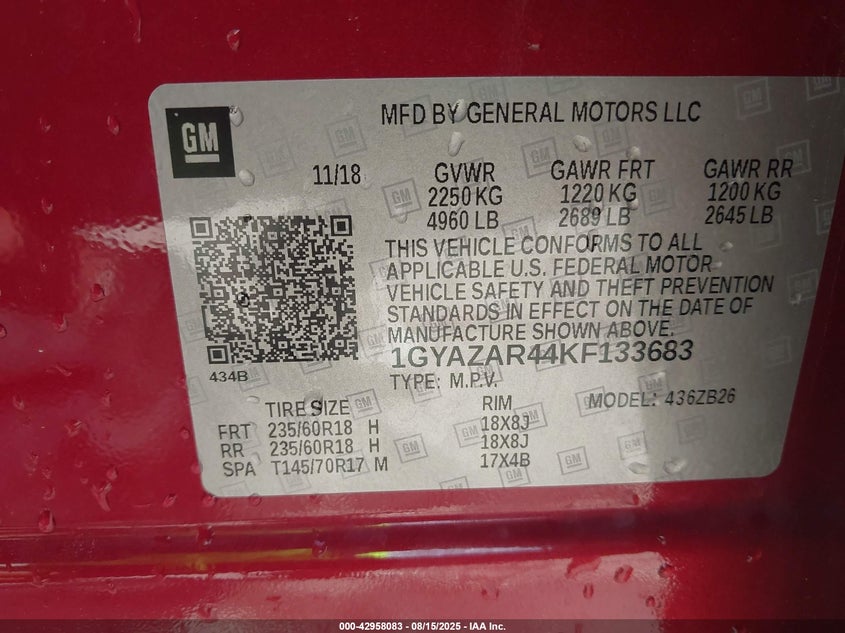 GM
MFD BY GENERAL MOTORS LLC
11/18 GVWR GAWR FRT GAWR RR
2250 KG 1220 KG 1200 KG
4960 LB 2689 LB 2645 LB
THIS VEHICLE CONFORMS TO ALL
APPLICABLE U.S. FEDERAL MOTOR
VEHICLE SAFETY AND THEFT PREVENTION
STANDARDS IN EFFECT ON THE DATE OF
MANUFACTURE SHOWN ABOVE.
1GYAZAR44KF133683
434B
TYPE: M.P.V. MODEL: 436ZB26
TIRE SIZE RIM
FRT 235/60R18 H 18X8J
RR 235/60R18 H 18X8J
SPA T145/70R17 M 17X4B
000-42958083 - 08/15/2025 - IAA Inc.